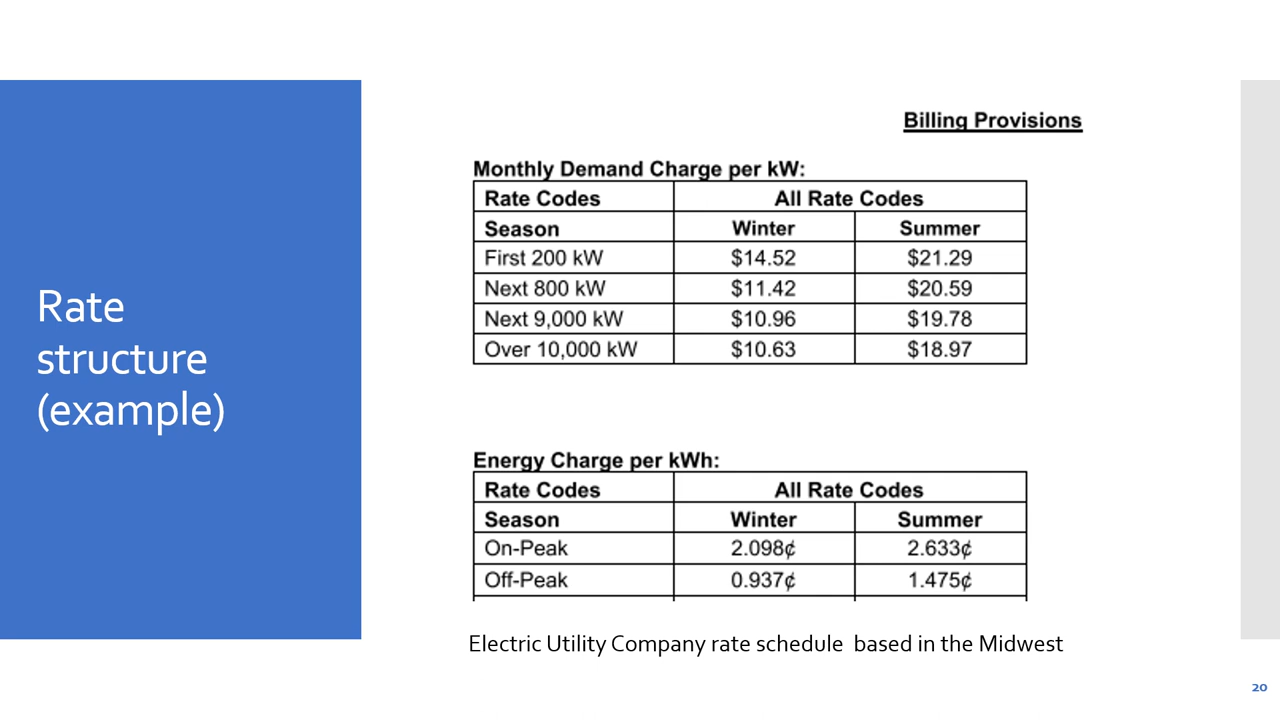 Rate
structure
(example)
Billing Provisions
Monthly Demand Charge per kW:
Rate Codes All Rate Codes
Season Winter Summer
First 200 kW $14.52 $21.29
Next 800 kW $11.42 $20.59
Next 9,000 kW $10.96 $19.78
Over 10,000 kW $10.63 $18.97
Energy Charge per kWh:
Rate Codes All Rate Codes
Season Winter Summer
On-Peak 2.098¢ 2.633¢
Off-Peak 0.937¢ 1.475¢
Electric Utility Company rate schedule  based in the Midwest
20